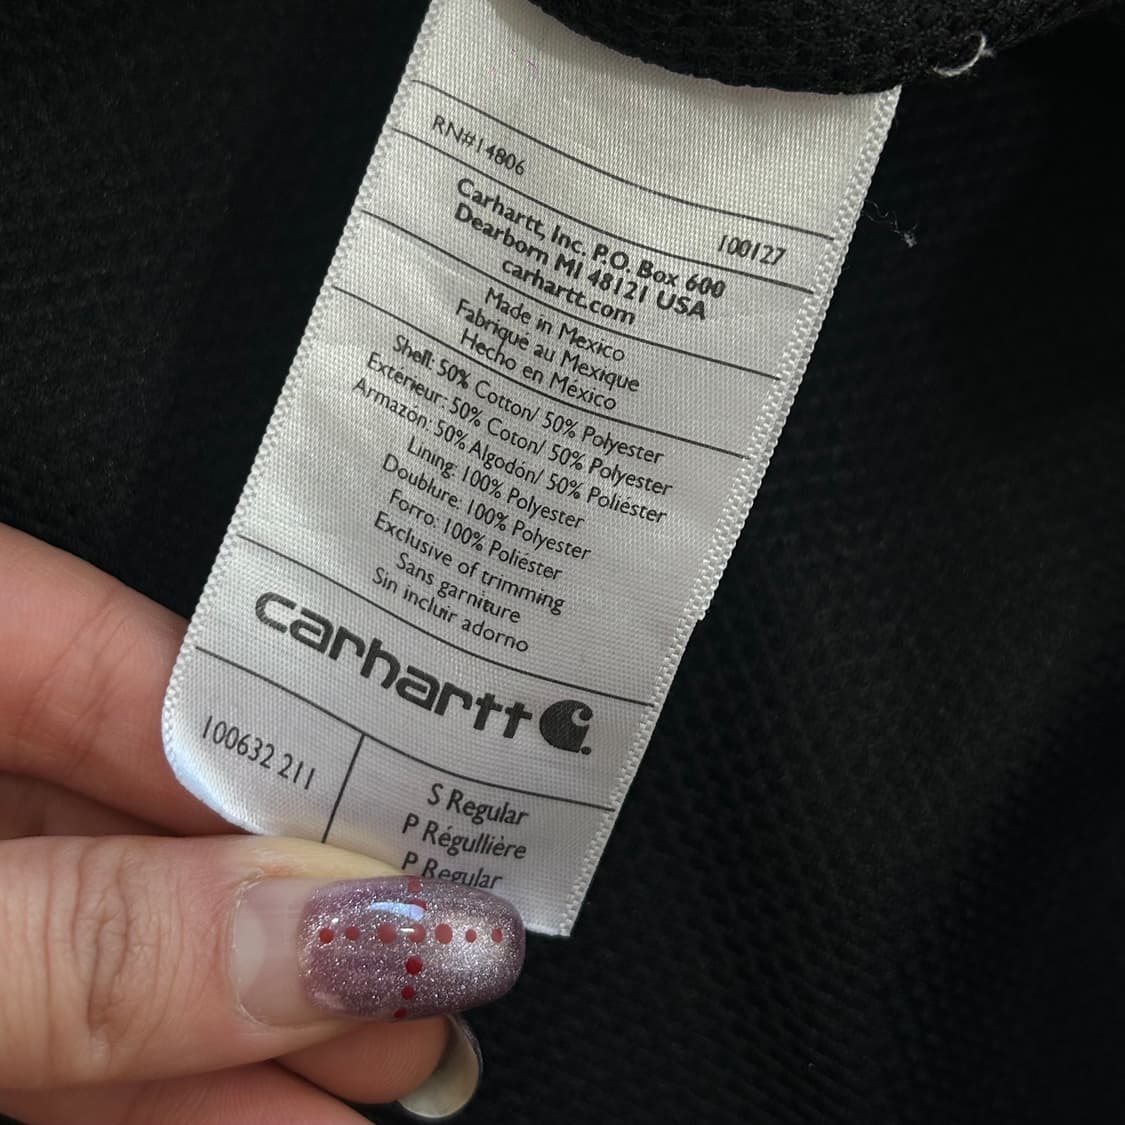 RN#14806
100127
Carhartt, Inc. P.O. Box 600
Dearborn MI 48121 USA
carhartt.com
Made in Mexico
Fabriqué au Mexique
Hecho en México
Shell: 50% Cotton/ 50% Polyester
Extérieur: 50% Coton/ 50% Polyester
Armazón: 50% Algodón/ 50% Poliéster
Lining: 100% Polyester
Doublure: 100% Polyester
Forro: 100% Poliéster
Exclusive of trimming
Sans garniture
Sin incluir adorno
carhartt
100632 211
S Regular
P Régullière
P Regular